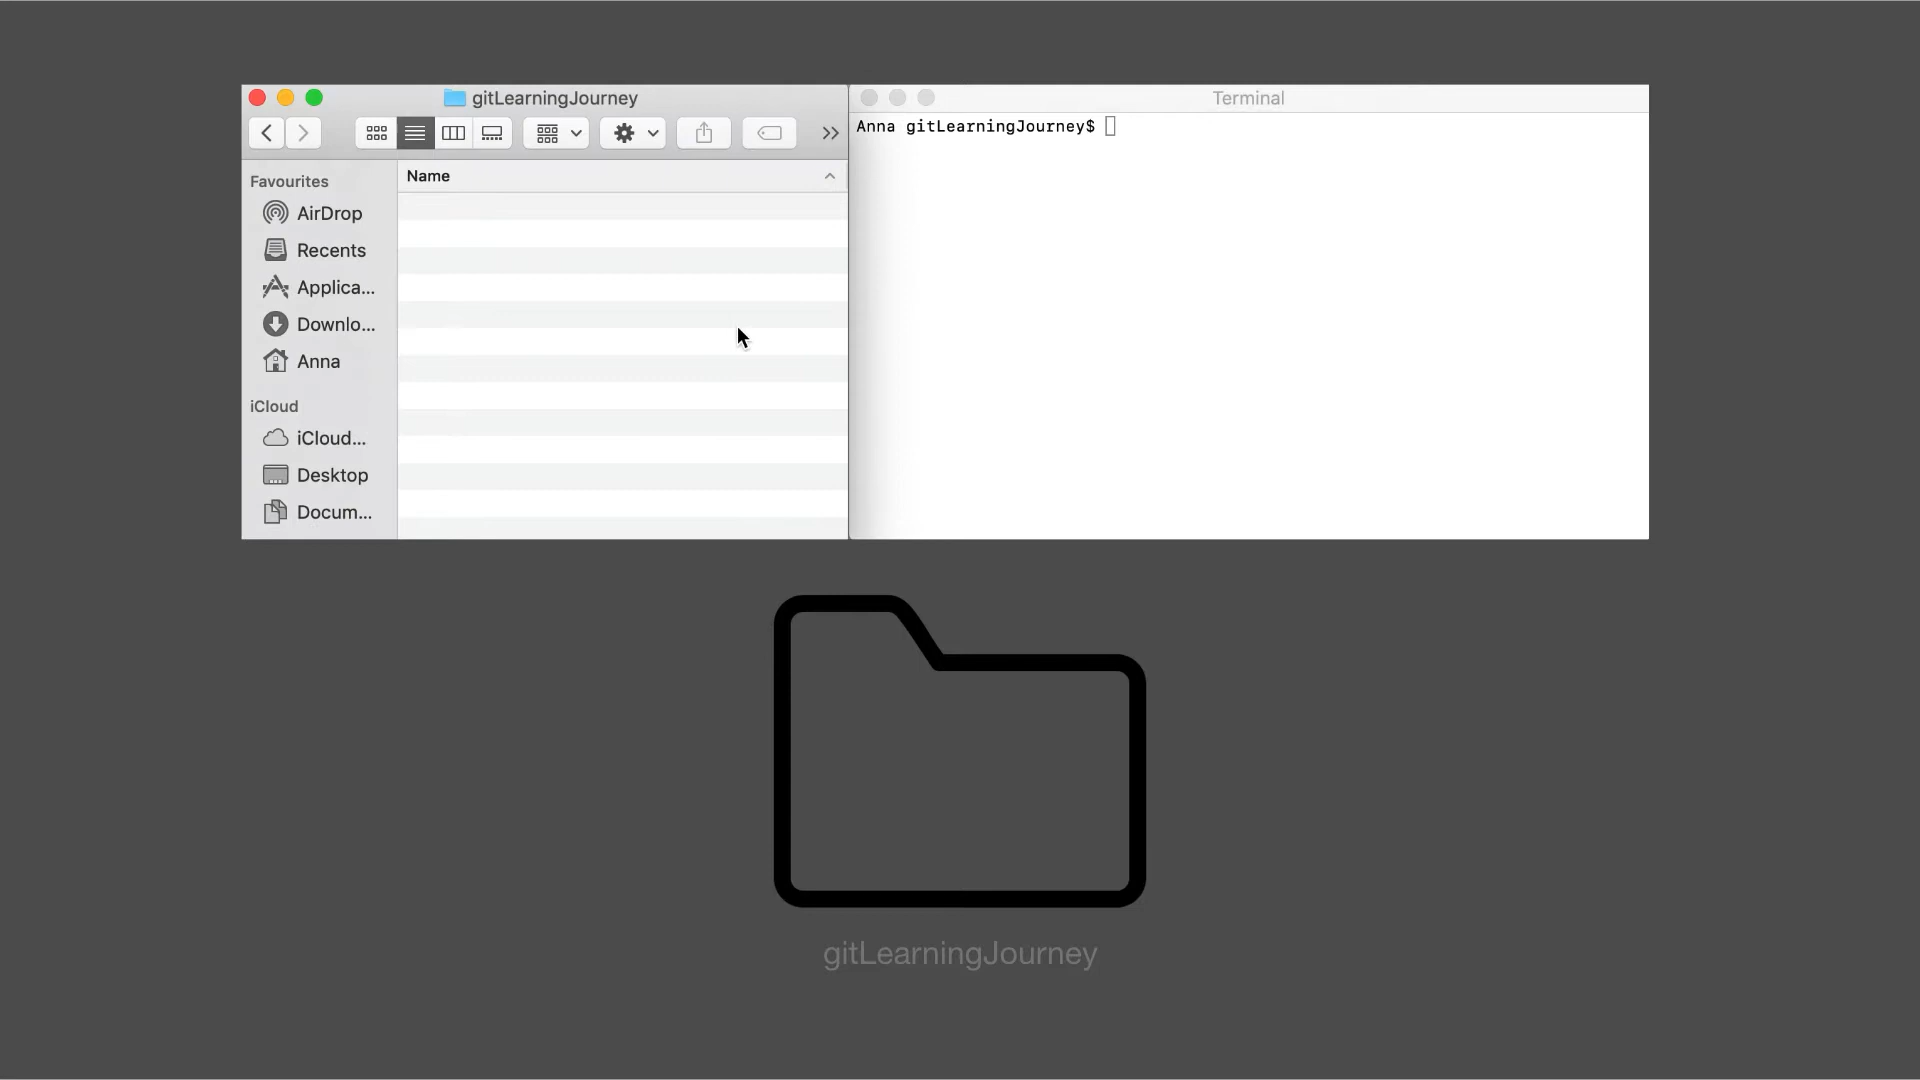 gitLearningJourney
Favourites
AirDrop
Recents
Applica...
Downlo...
Anna
iCloud
iCloud...
Desktop
Docum...
Name
Terminal
Anna gitLearningJourney$
gitLearningJourney